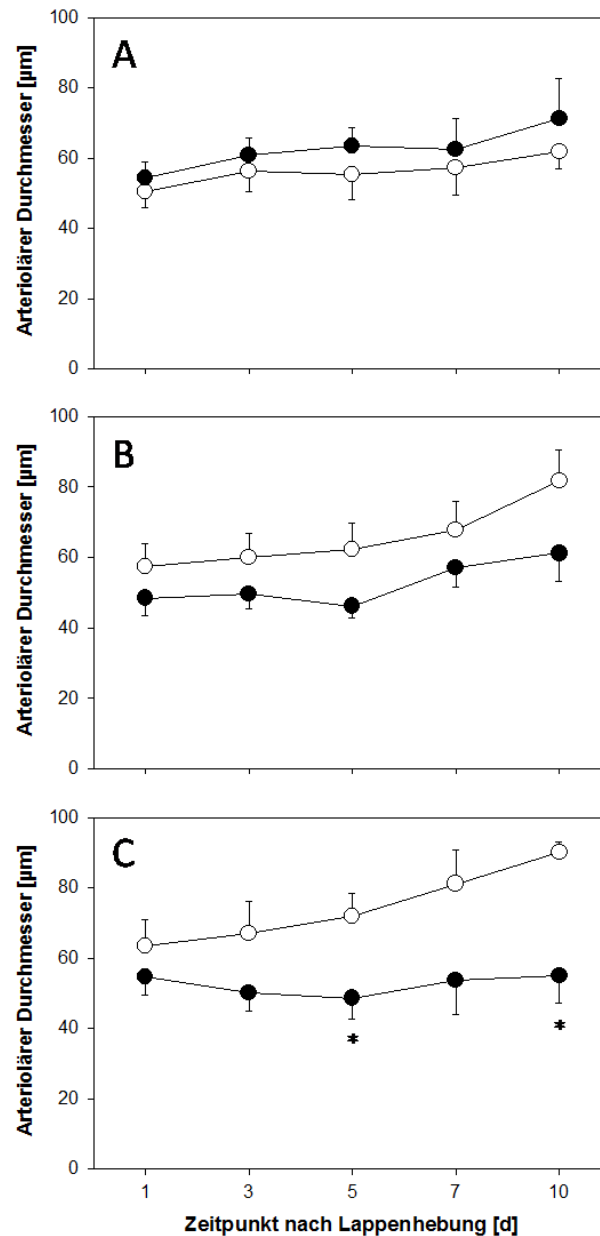 A
Arteriolärer Durchmesser [µm]
100
80
60
40
20
0
B
Arteriolärer Durchmesser [µm]
100
80
60
40
20
0
C
Arteriolärer Durchmesser [µm]
100
80
60
40
20
0
* *
1 3 5 7 10
Zeitpunkt nach Lappenhebung [d]